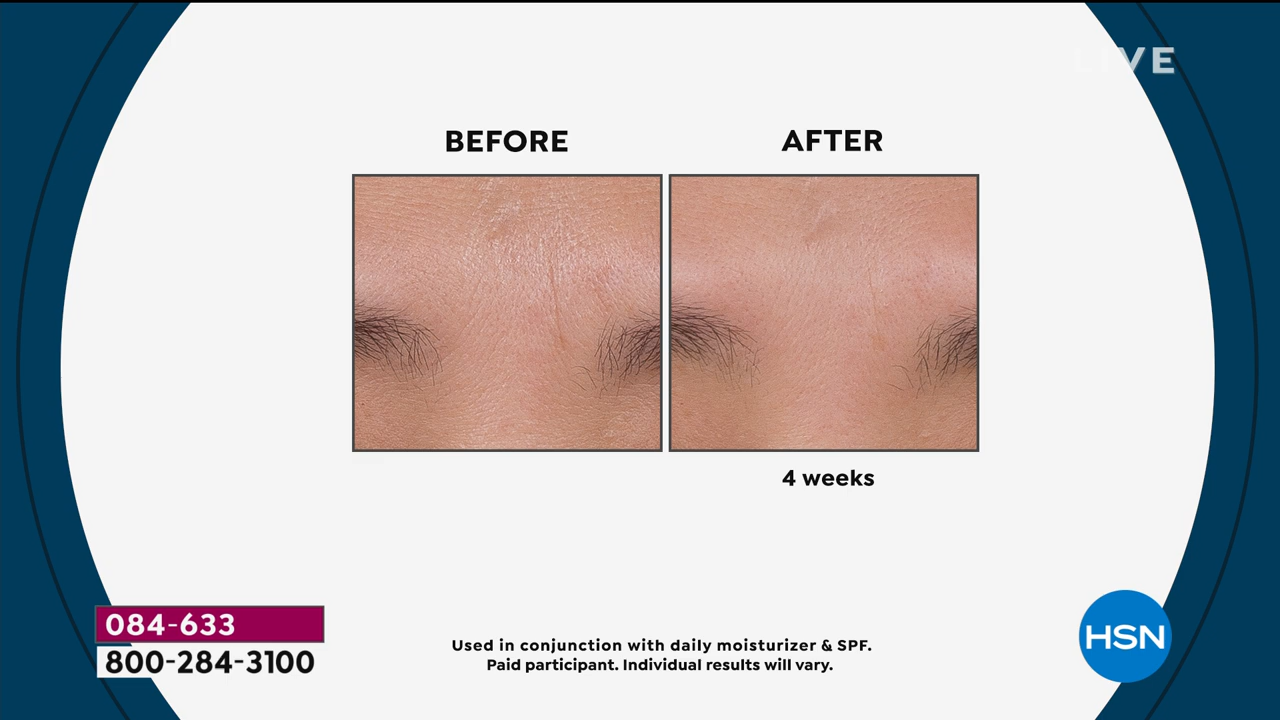 LIVE
BEFORE
AFTER
4 weeks
084-633
800-284-3100
Used in conjunction with daily moisturizer & SPF.
Paid participant. Individual results will vary.
HSN